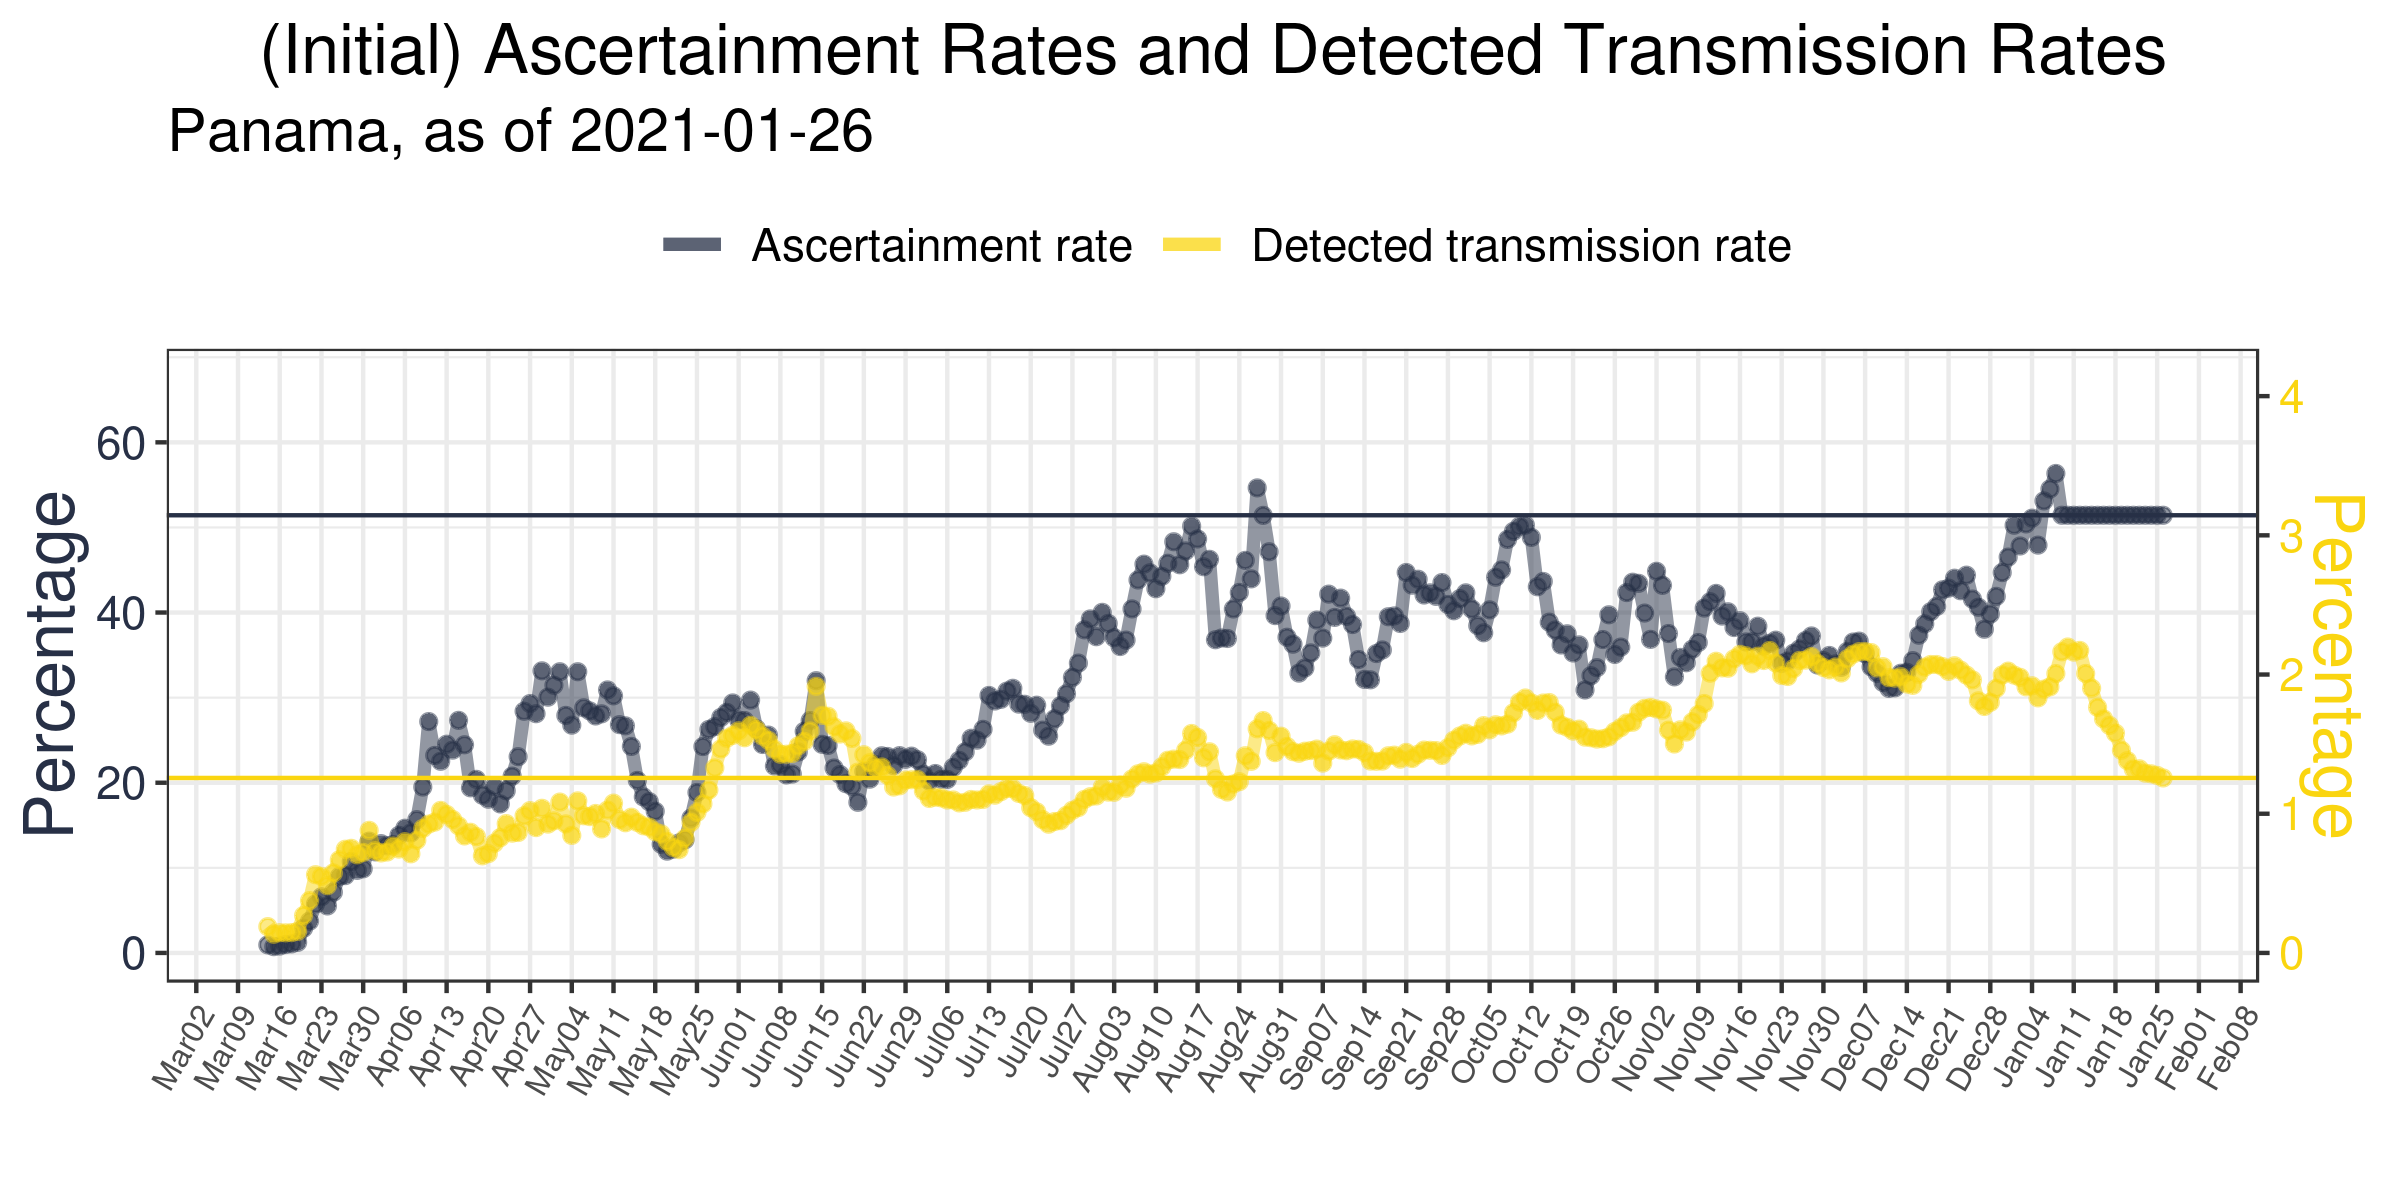 (Initial) Ascertainment Rates and Detected Transmission Rates
Panama, as of 2021-01-26
Ascertainment rate
Detected transmission rate
Percentage
60
40
20
0
4
3
2
1
0
Percentage
Mar02
Mar09
Mar16
Mar23
Mar30
Apr06
Apr13
Apr20
Apr27
May04
May11
May18
May25
Jun01
Jun08
Jun15
Jun22
Jun29
Jul06
Jul13
Jul20
Jul27
Aug03
Aug10
Aug17
Aug24
Aug31
Sep07
Sep14
Sep21
Sep28
Oct05
Oct12
Oct19
Oct26
Nov02
Nov09
Nov16
Nov23
Nov30
Dec07
Dec14
Dec21
Dec28
Jan04
Jan11
Jan18
Jan25
Feb01
Feb08